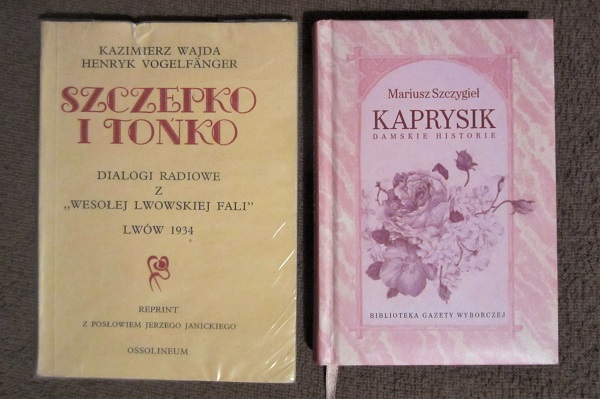 KAZIMIERZ WAJDA
HENRYK VOGELFÄNGER
SZCZEPKO
I TOŃKO
DIALOGI RADIOWE
Z
„WESOŁEJ LWOWSKIEJ FALI”
LWÓW 1934
REPRINT
Z POSŁOWIEM JERZEGO JANICKIEGO
OSSOLINEUM
Mariusz Szczygieł
KAPRYSIK
DAMSKIE HISTORIE
BIBLIOTEKA GAZETY WYBORCZEJ